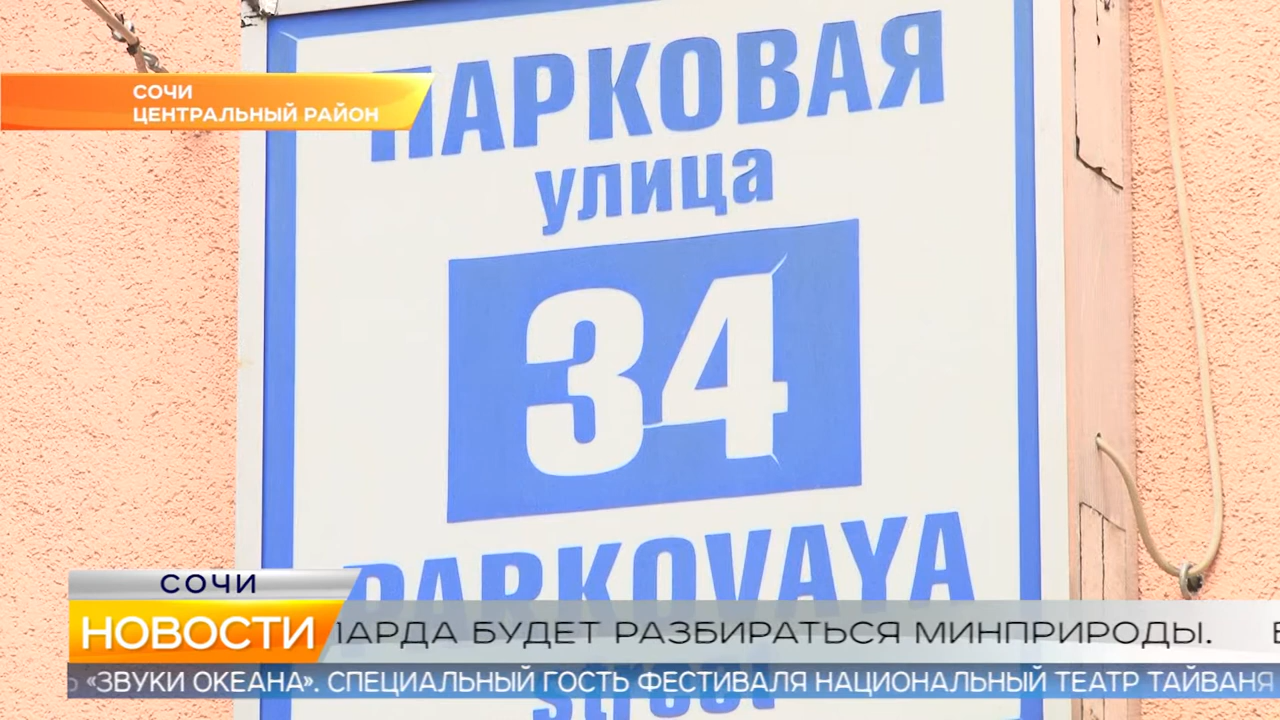 СОЧИ
ЦЕНТРАЛЬНЫЙ РАЙОН
ПАРКОВАЯ
улица
34
PARKOVAYA
street
СОЧИ
НОВОСТИ
БУДЕТ РАЗБИРАТЬСЯ МИНПРИРОДЫ.
«ЗВУКИ ОКЕАНА». СПЕЦИАЛЬНЫЙ ГОСТЬ ФЕСТИВАЛЯ НАЦИОНАЛЬНЫЙ ТЕАТР ТАЙВАНЯ